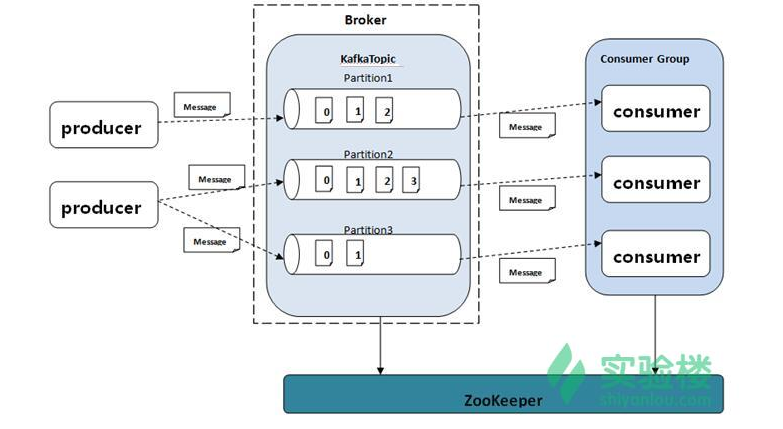 Broker
KafkaTopic
Consumer Group
Partition1
Message
0 1 2
consumer
producer
Message
Partition2
Message
0 1 2 3
consumer
producer
Message
Partition3
Message
0 1
consumer
Message
实验楼
shiyanlou.com
ZooKeeper